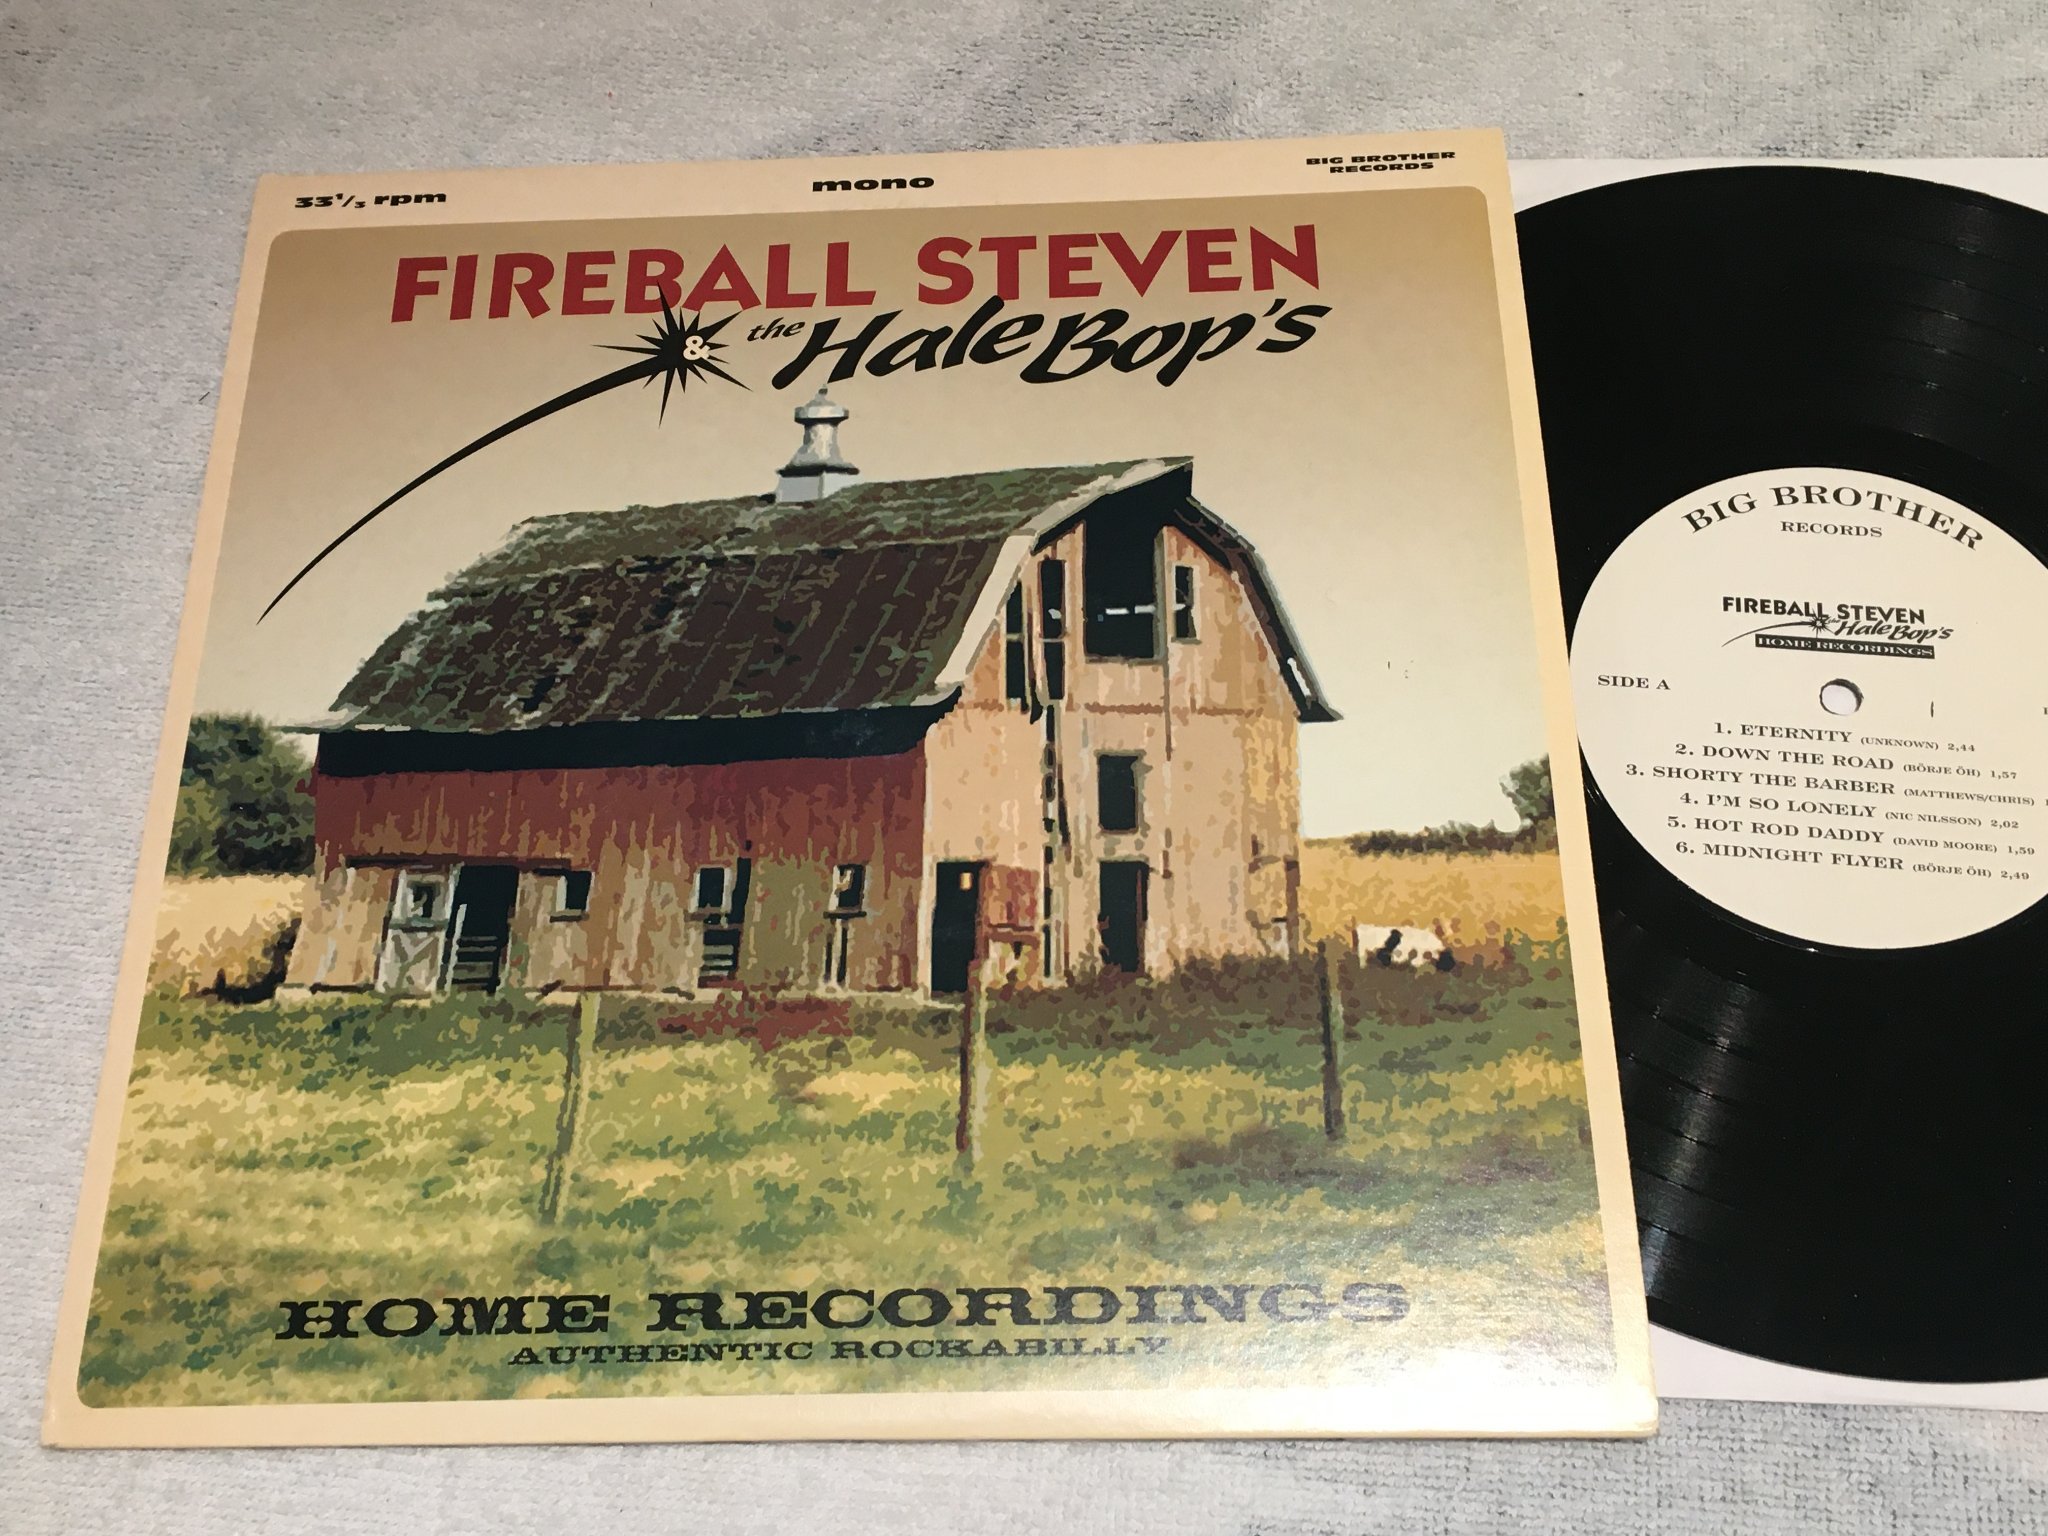 33⅓ rpm
mono
BIG BROTHER
RECORDS
FIREBALL STEVEN
& the Hale Bop's
HOME RECORDINGS
AUTHENTIC ROCKABILLY
BIG BROTHER
RECORDS
FIREBALL STEVEN
& the Hale Bop's
HOME RECORDINGS
SIDE A
1. ETERNITY (UNKNOWN) 2,44
2. DOWN THE ROAD (BÖRJE ÖH) 1,57
3. SHORTY THE BARBER (MATTHEWS/CHRIS)
4. I'M SO LONELY (NIC NILSSON) 2,02
5. HOT ROD DADDY (DAVID MOORE) 1,59
6. MIDNIGHT FLYER (BÖRJE ÖH) 2,49